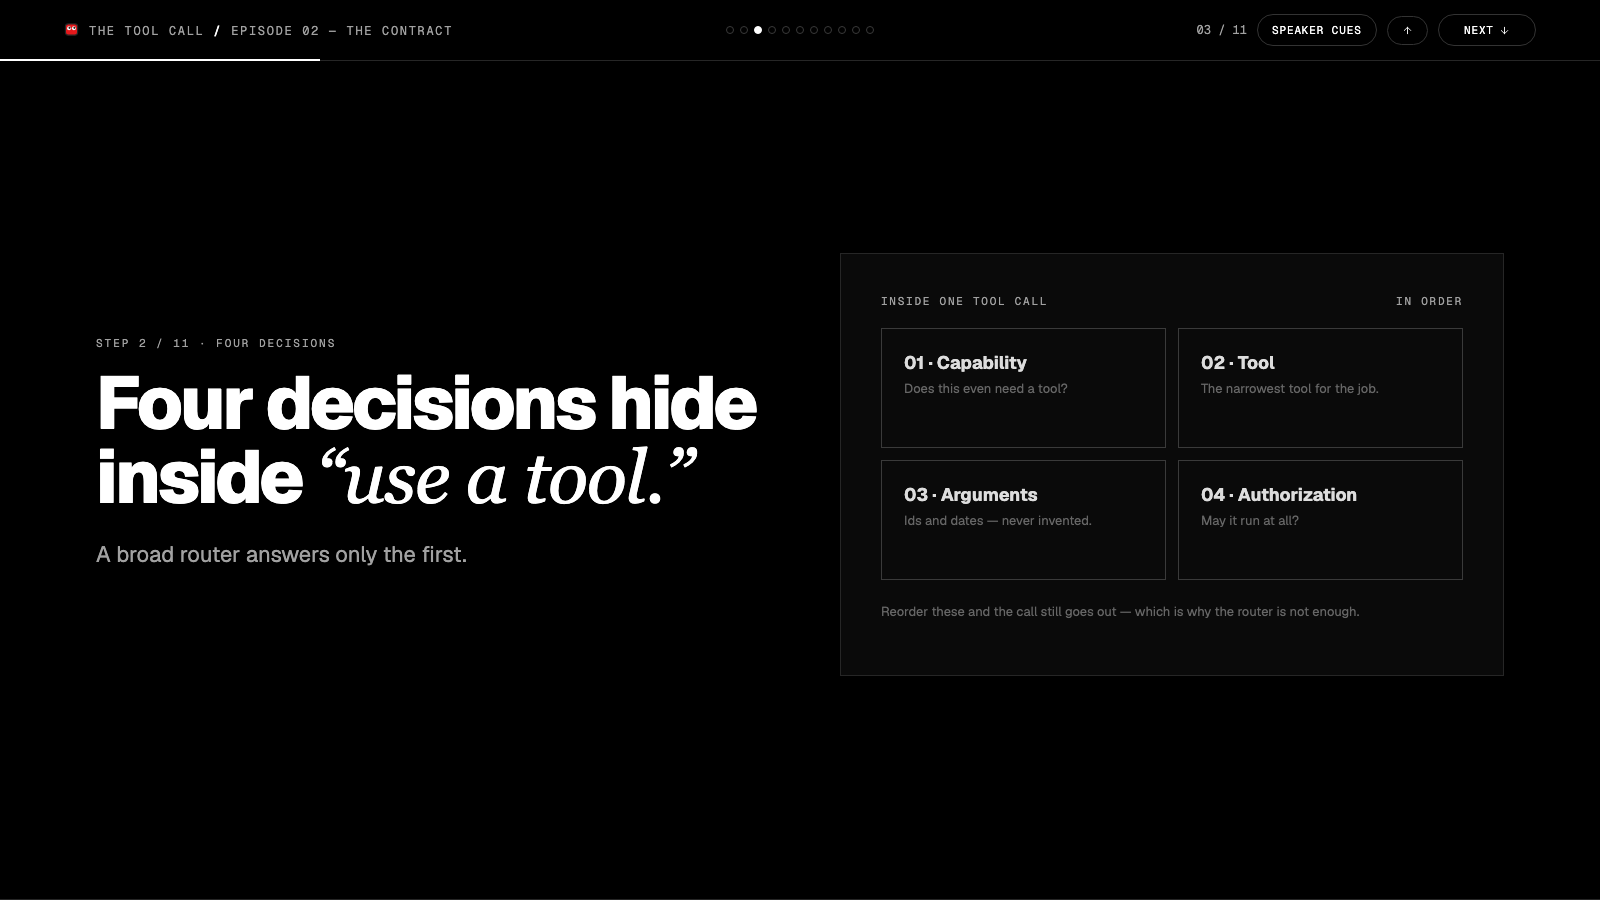 THE TOOL CALL / EPISODE 02 — THE CONTRACT
03 / 11
SPEAKER CUES
↑
NEXT ↓
STEP 2 / 11 · FOUR DECISIONS
Four decisions hide
inside “use a tool.”
A broad router answers only the first.
INSIDE ONE TOOL CALL
IN ORDER
01 · Capability
Does this even need a tool?
02 · Tool
The narrowest tool for the job.
03 · Arguments
Ids and dates — never invented.
04 · Authorization
May it run at all?
Reorder these and the call still goes out — which is why the router is not enough.